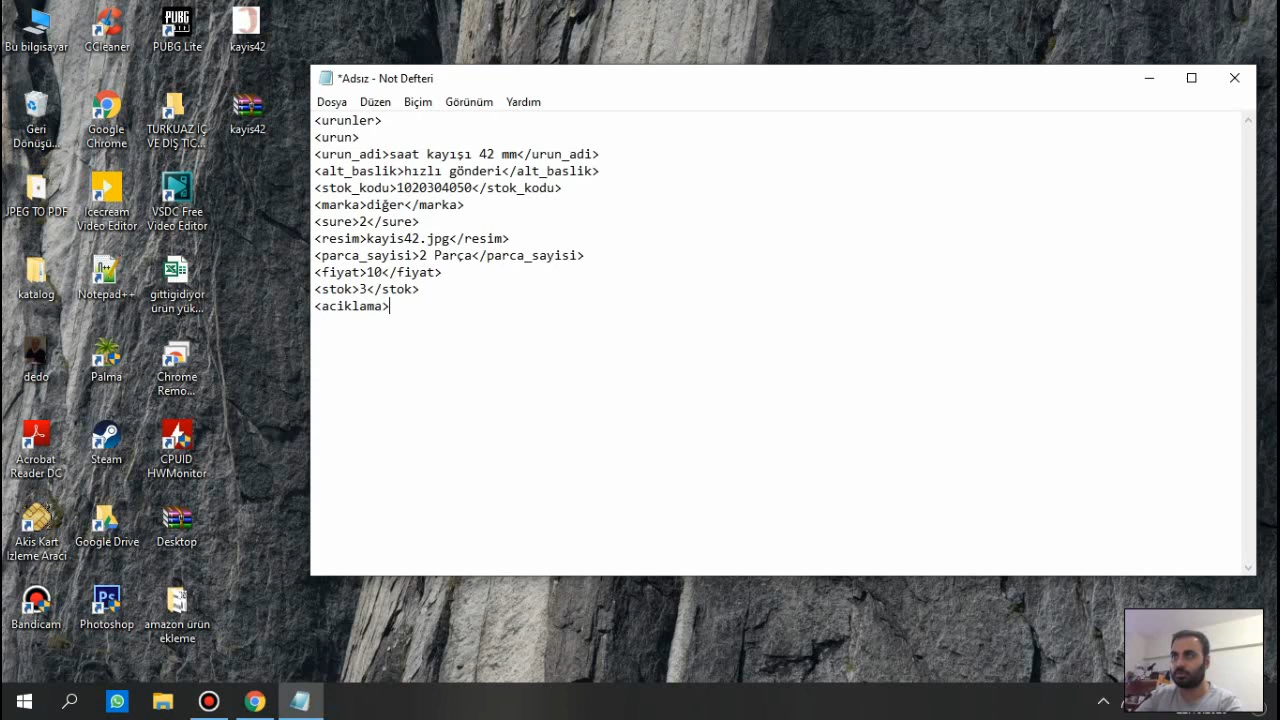 Bu bilgisayar
CCleaner
PUBG Lite
kayis42
Geri
Dönüşü...
Google
Chrome
TURKUAZ İÇ
VE DIŞ TİC...
kayis42
JPEG TO PDF
Icecream
Video Editor
VSDC Free
Video Editor
katalog
Notepad++
gittigidiyor
ürün yük...
dedo
Palma
Chrome
Remo...
Acrobat
Reader DC
Steam
CPUID
HWMonitor
Akis Kart
Izleme Araci
Google Drive
Desktop
Bandicam
Photoshop
amazon ürün
ekleme
*Adsız - Not Defteri
Dosya Düzen Biçim Görünüm Yardım
<urunler>
<urun>
<urun_adi>saat kayışı 42 mm</urun_adi>
<alt_baslik>hızlı gönderi</alt_baslik>
<stok_kodu>1020304050</stok_kodu>
<marka>diğer</marka>
<sure>2</sure>
<resim>kayis42.jpg</resim>
<parca_sayisi>2 Parça</parca_sayisi>
<fiyat>10</fiyat>
<stok>3</stok>
<aciklama>